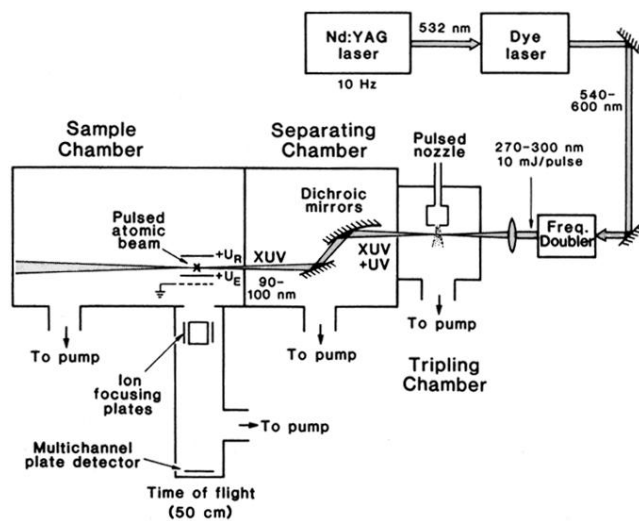 Nd:YAG
laser
10 Hz
532 nm
Dye
laser
540-
600 nm
270-300 nm
10 mJ/pulse
Freq.
Doubler
Pulsed
nozzle
Sample
Chamber
Separating
Chamber
Dichroic
mirrors
Pulsed
atomic
beam
+U_R
+U_E
XUV
90-
100 nm
XUV
+UV
To pump
To pump
To pump
Tripling
Chamber
Ion
focusing
plates
To pump
Multichannel
plate detector
Time of flight
(50 cm)